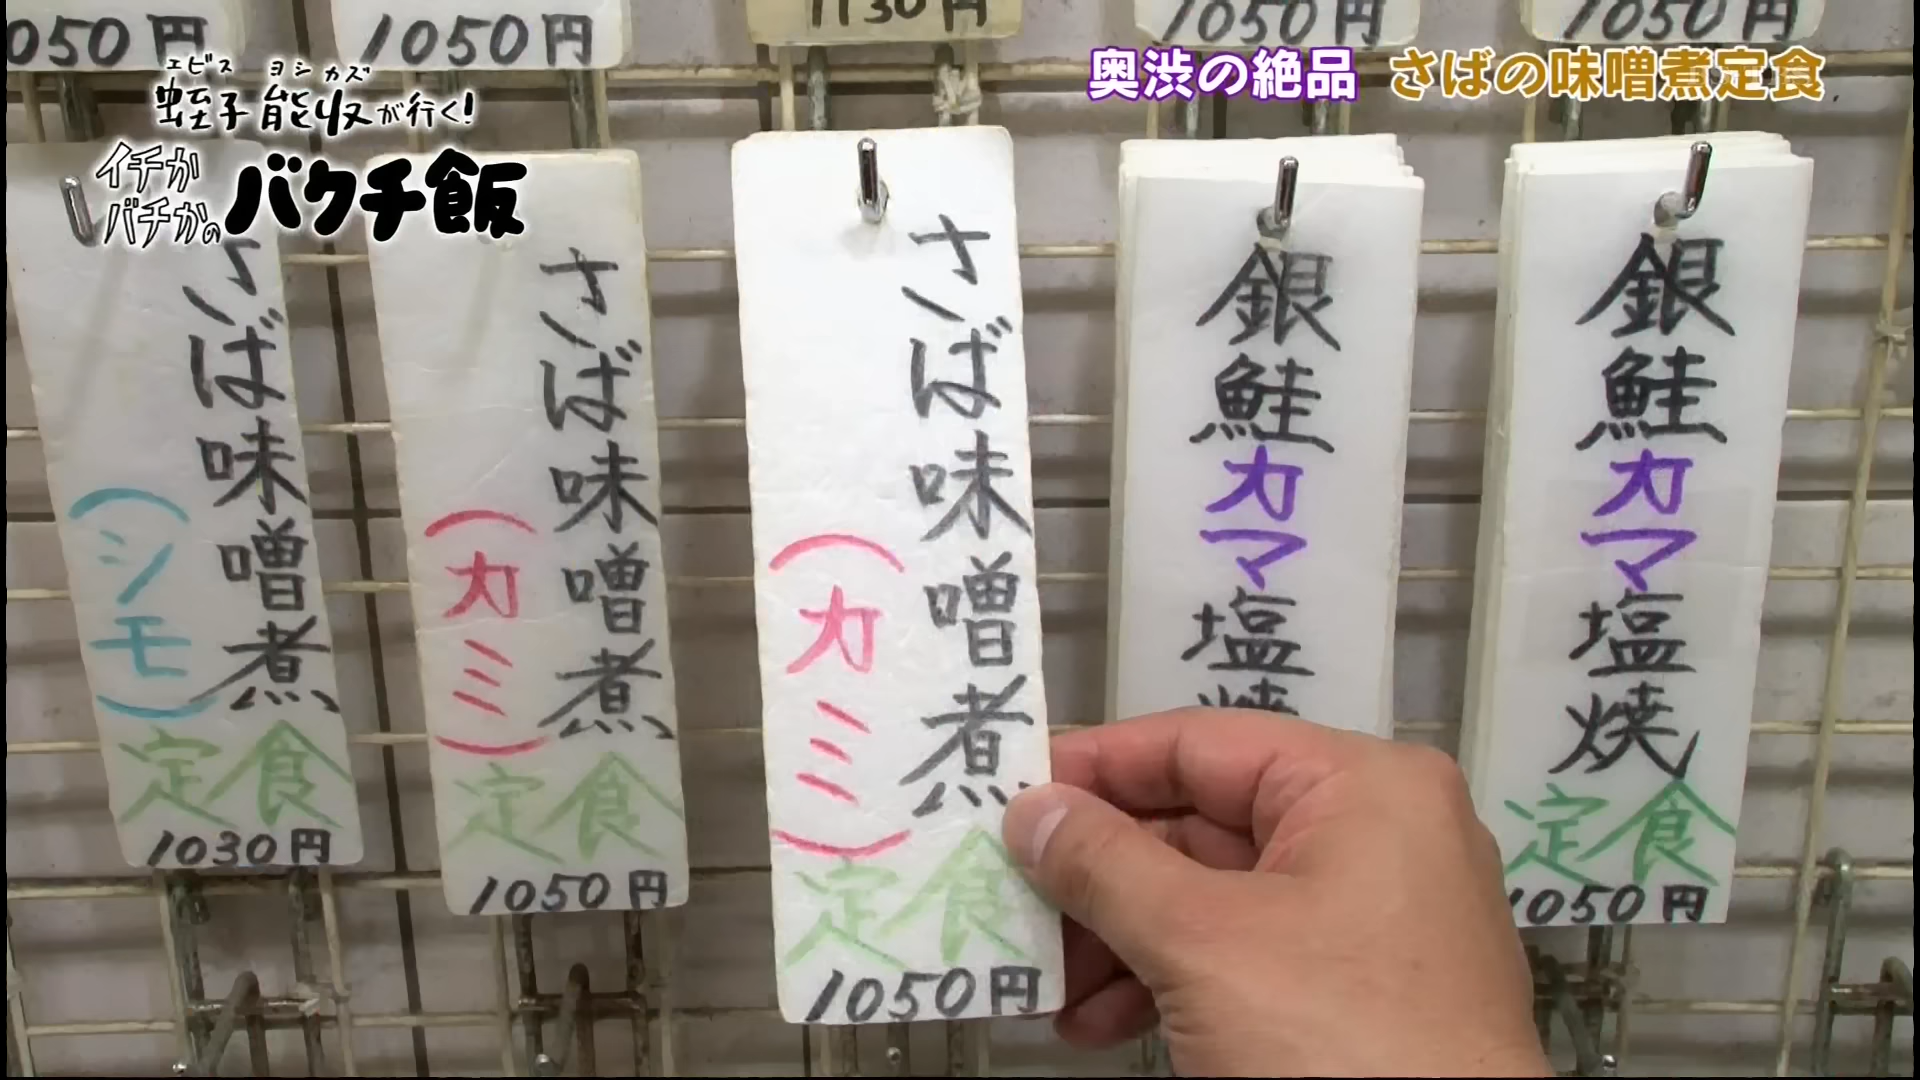 050円
1050円
1130円
1050円
1050円
エビス ヨシカズ
蛭子能収が行く!
イチか
バチかの
バクチ飯
奥渋の絶品 さばの味噌煮定食
さば味噌煮
(シモ)
定食
1030円
さば味噌煮
(カミ)
定食
1050円
さば味噌煮
(カミ)
定食
1050円
銀鮭カマ塩焼
銀鮭カマ塩焼
定食
1050円